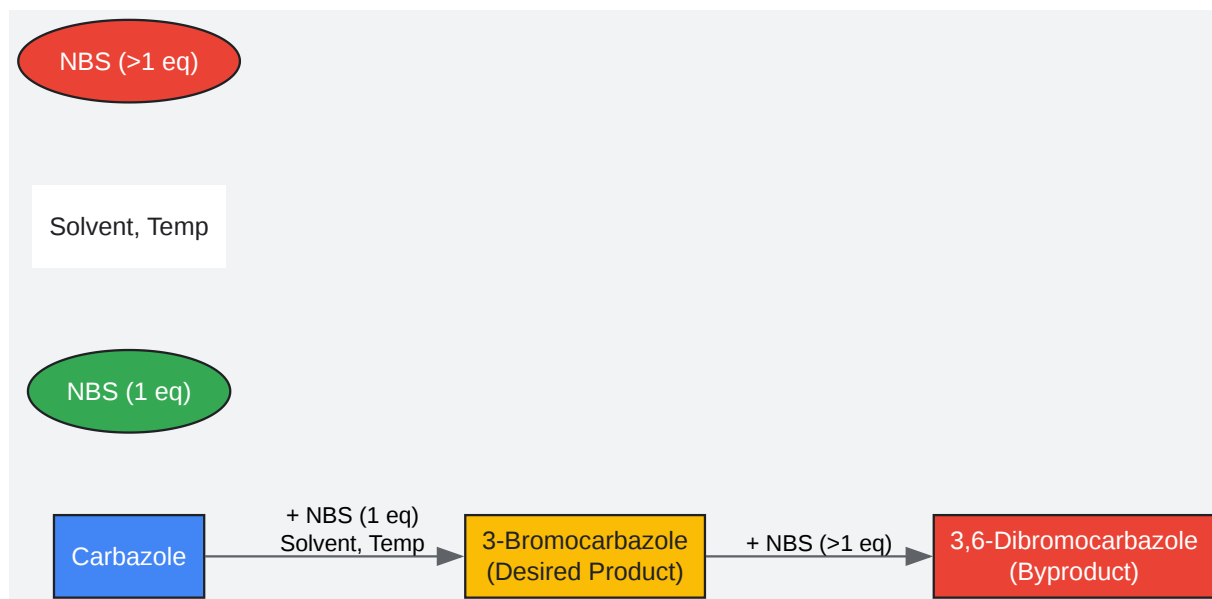 NBS (>1 eq)
Solvent, Temp
NBS (1 eq)
Carbazole
+ NBS (1 eq)
Solvent, Temp
3-Bromocarbazole
(Desired Product)
+ NBS (>1 eq)
3,6-Dibromocarbazole
(Byproduct)